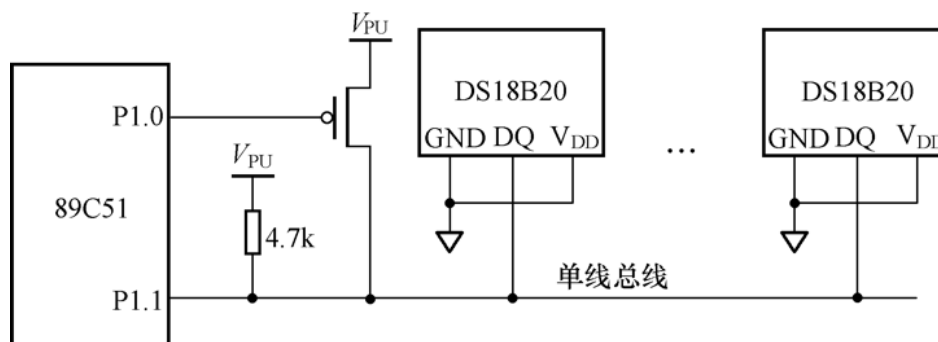 V_PU
V_PU
4.7k
89C51
P1.0
P1.1
DS18B20
GND DQ V_DD
...
DS18B20
GND DQ V_DD
单线总线